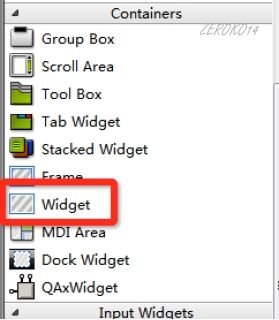 Containers
ZEROKO14
Group Box
Scroll Area
Tool Box
Tab Widget
Stacked Widget
Frame
Widget
MDI Area
Dock Widget
QAxWidget
Input Widgets